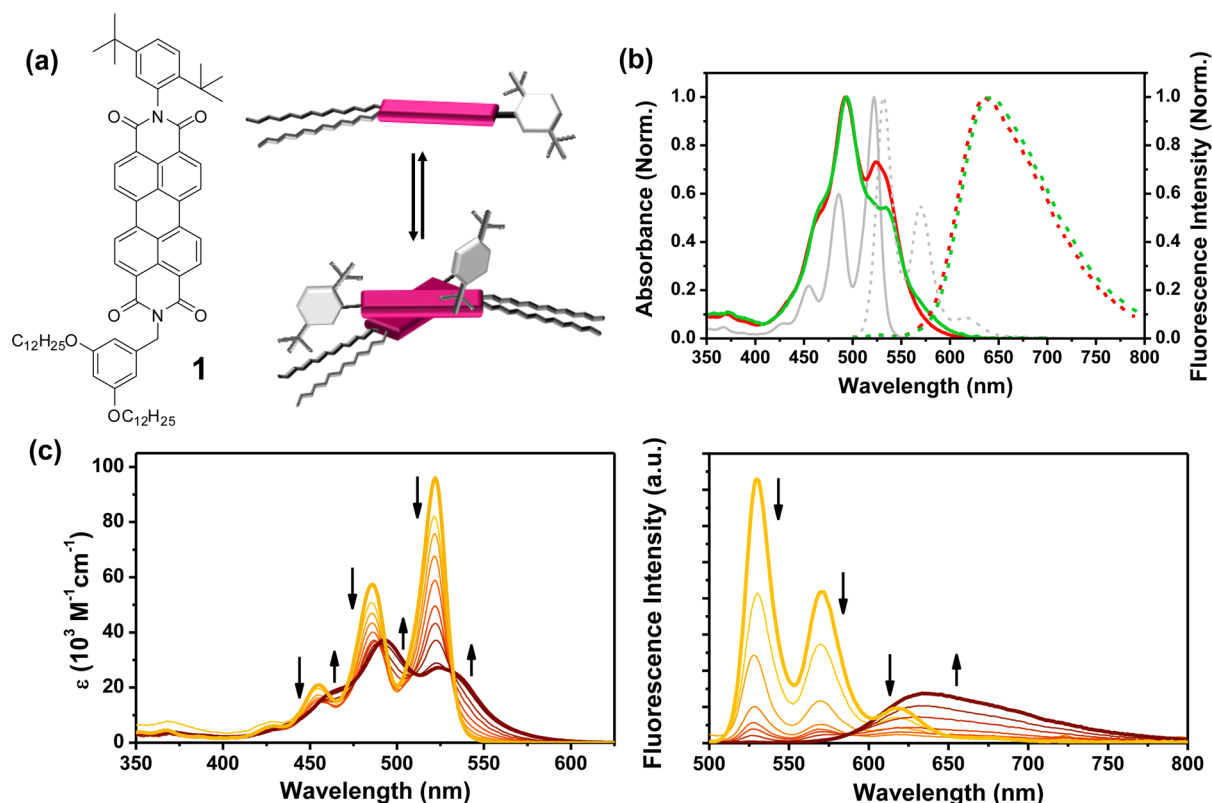 (a)
O
N
O
O
N
O
C12H25O
OC12H25
1
(b)
Absorbance (Norm.)
1.0
0.8
0.6
0.4
0.2
0.0
350 400 450 500 550 600 650 700 750 800
Wavelength (nm)
1.0
0.8
0.6
0.4
0.2
0.0
Fluorescence Intensity (Norm.)
(c)
ε (10³ M⁻¹cm⁻¹)
100
80
60
40
20
0
350 400 450 500 550 600
Wavelength (nm)
Fluorescence Intensity (a.u.)
500 550 600 650 700 750 800
Wavelength (nm)